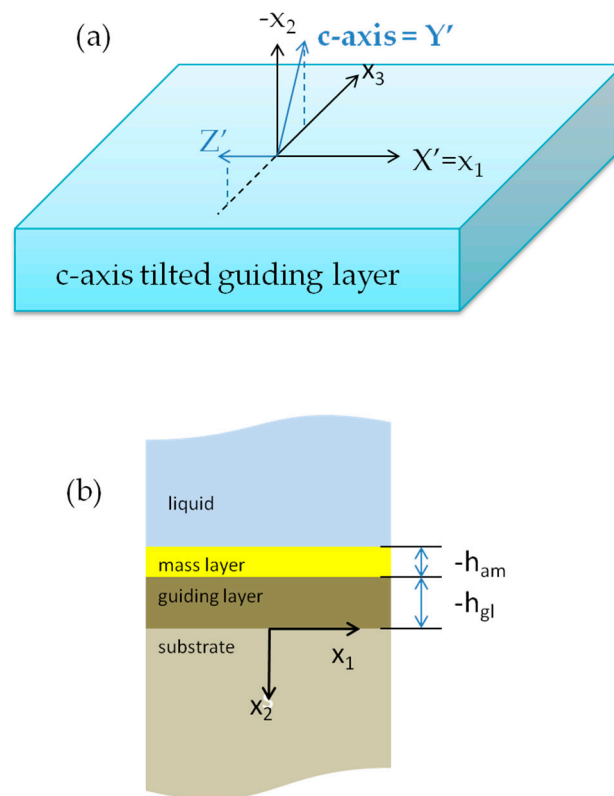 (a)
-x2
c-axis = Y'
x3
Z'
X'=x1
c-axis tilted guiding layer
(b)
liquid
mass layer
-ham
guiding layer
-hgl
substrate
x1
x2